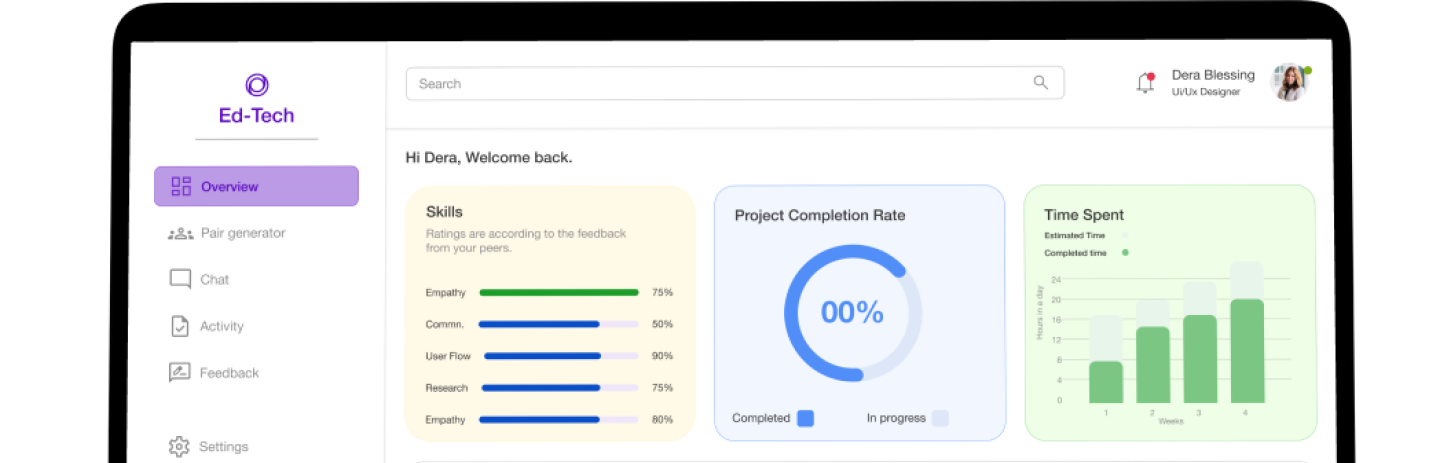 Ed-Tech
Search
Dera Blessing
Ui/Ux Designer
Overview
Pair generator
Chat
Activity
Feedback
Settings
Hi Dera, Welcome back.
Skills
Ratings are according to the feedback
from your peers.
Empathy 75%
Commn. 50%
User Flow 90%
Research 75%
Empathy 80%
Project Completion Rate
00%
Completed
In progress
Time Spent
Estimated Time
Completed time
Hours in a day
24
20
16
12
8
4
0
1 2 3 4
Weeks